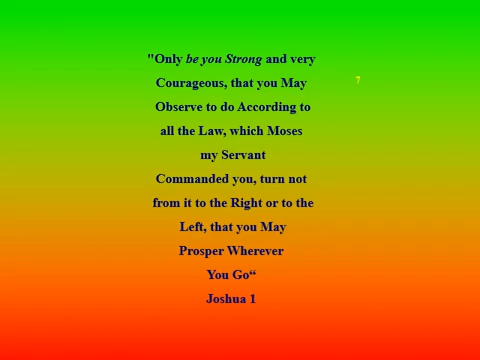 "Only be you Strong and very
Courageous, that you May
7
Observe to do According to
all the Law, which Moses
my Servant
Commanded you, turn not
from it to the Right or to the
Left, that you May
Prosper Wherever
You Go“
Joshua 1